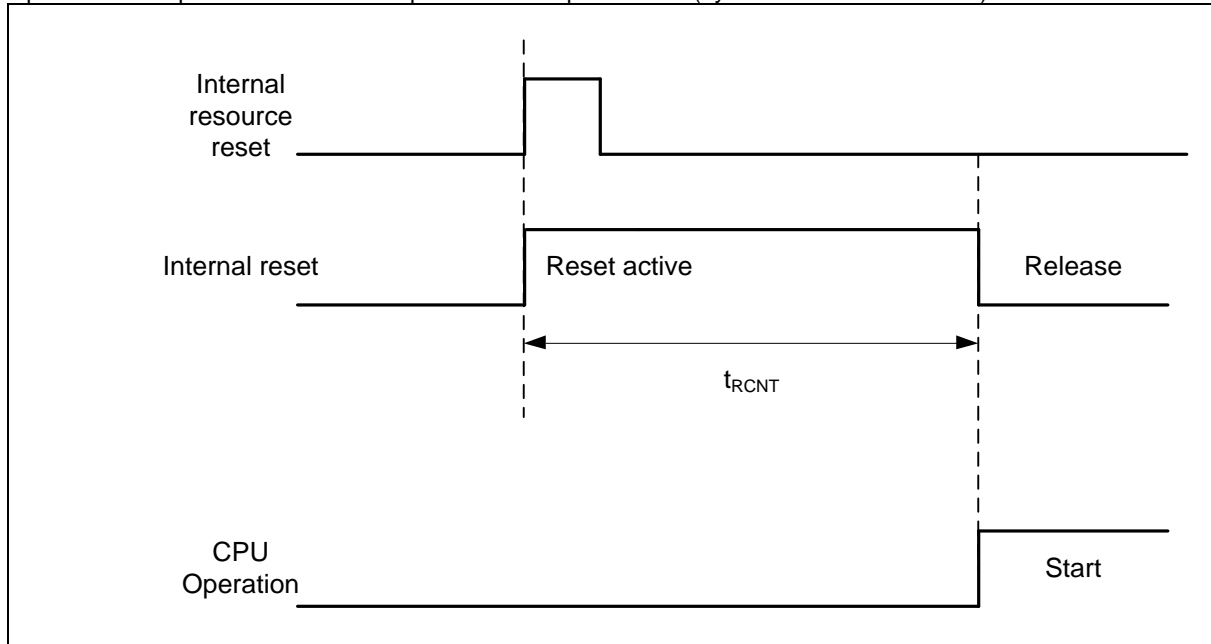 Internal
resource
reset
Internal reset
Reset active
Release
tRCNT
CPU
Operation
Start